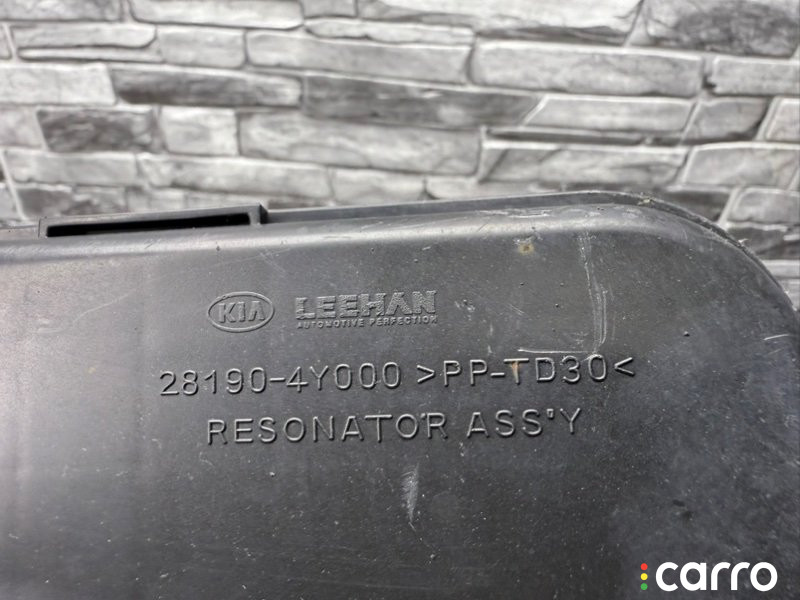 KIA LEEHAN
AUTOMOTIVE PERFECTION
28190-4Y000 >PP-TD30<
RESONATOR ASS'Y
carro